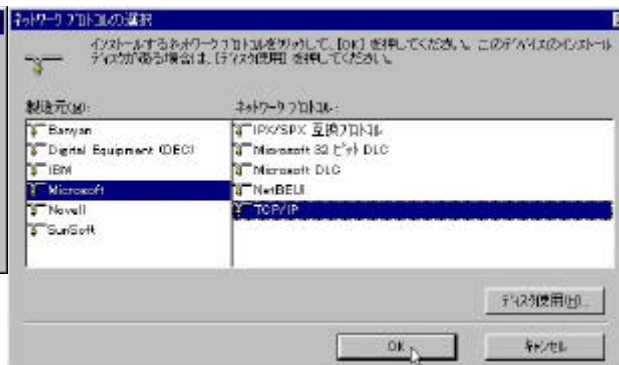 ネットワーク プロトコルの選択
インストールするネットワーク プロトコルをクリックして、[OK] を押してください。このデバイスのインストール
ディスクがある場合は、[ディスク使用] を押してください。
製造元(M):
ネットワーク プロトコル:
Banyan
Digital Equipment (DEC)
IBM
Microsoft
Novell
SunSoft
IPX/SPX 互換プロトコル
Microsoft 32 ビット DLC
Microsoft DLC
NetBEUI
TCP/IP
ディスク使用(H)...
OK
キャンセル